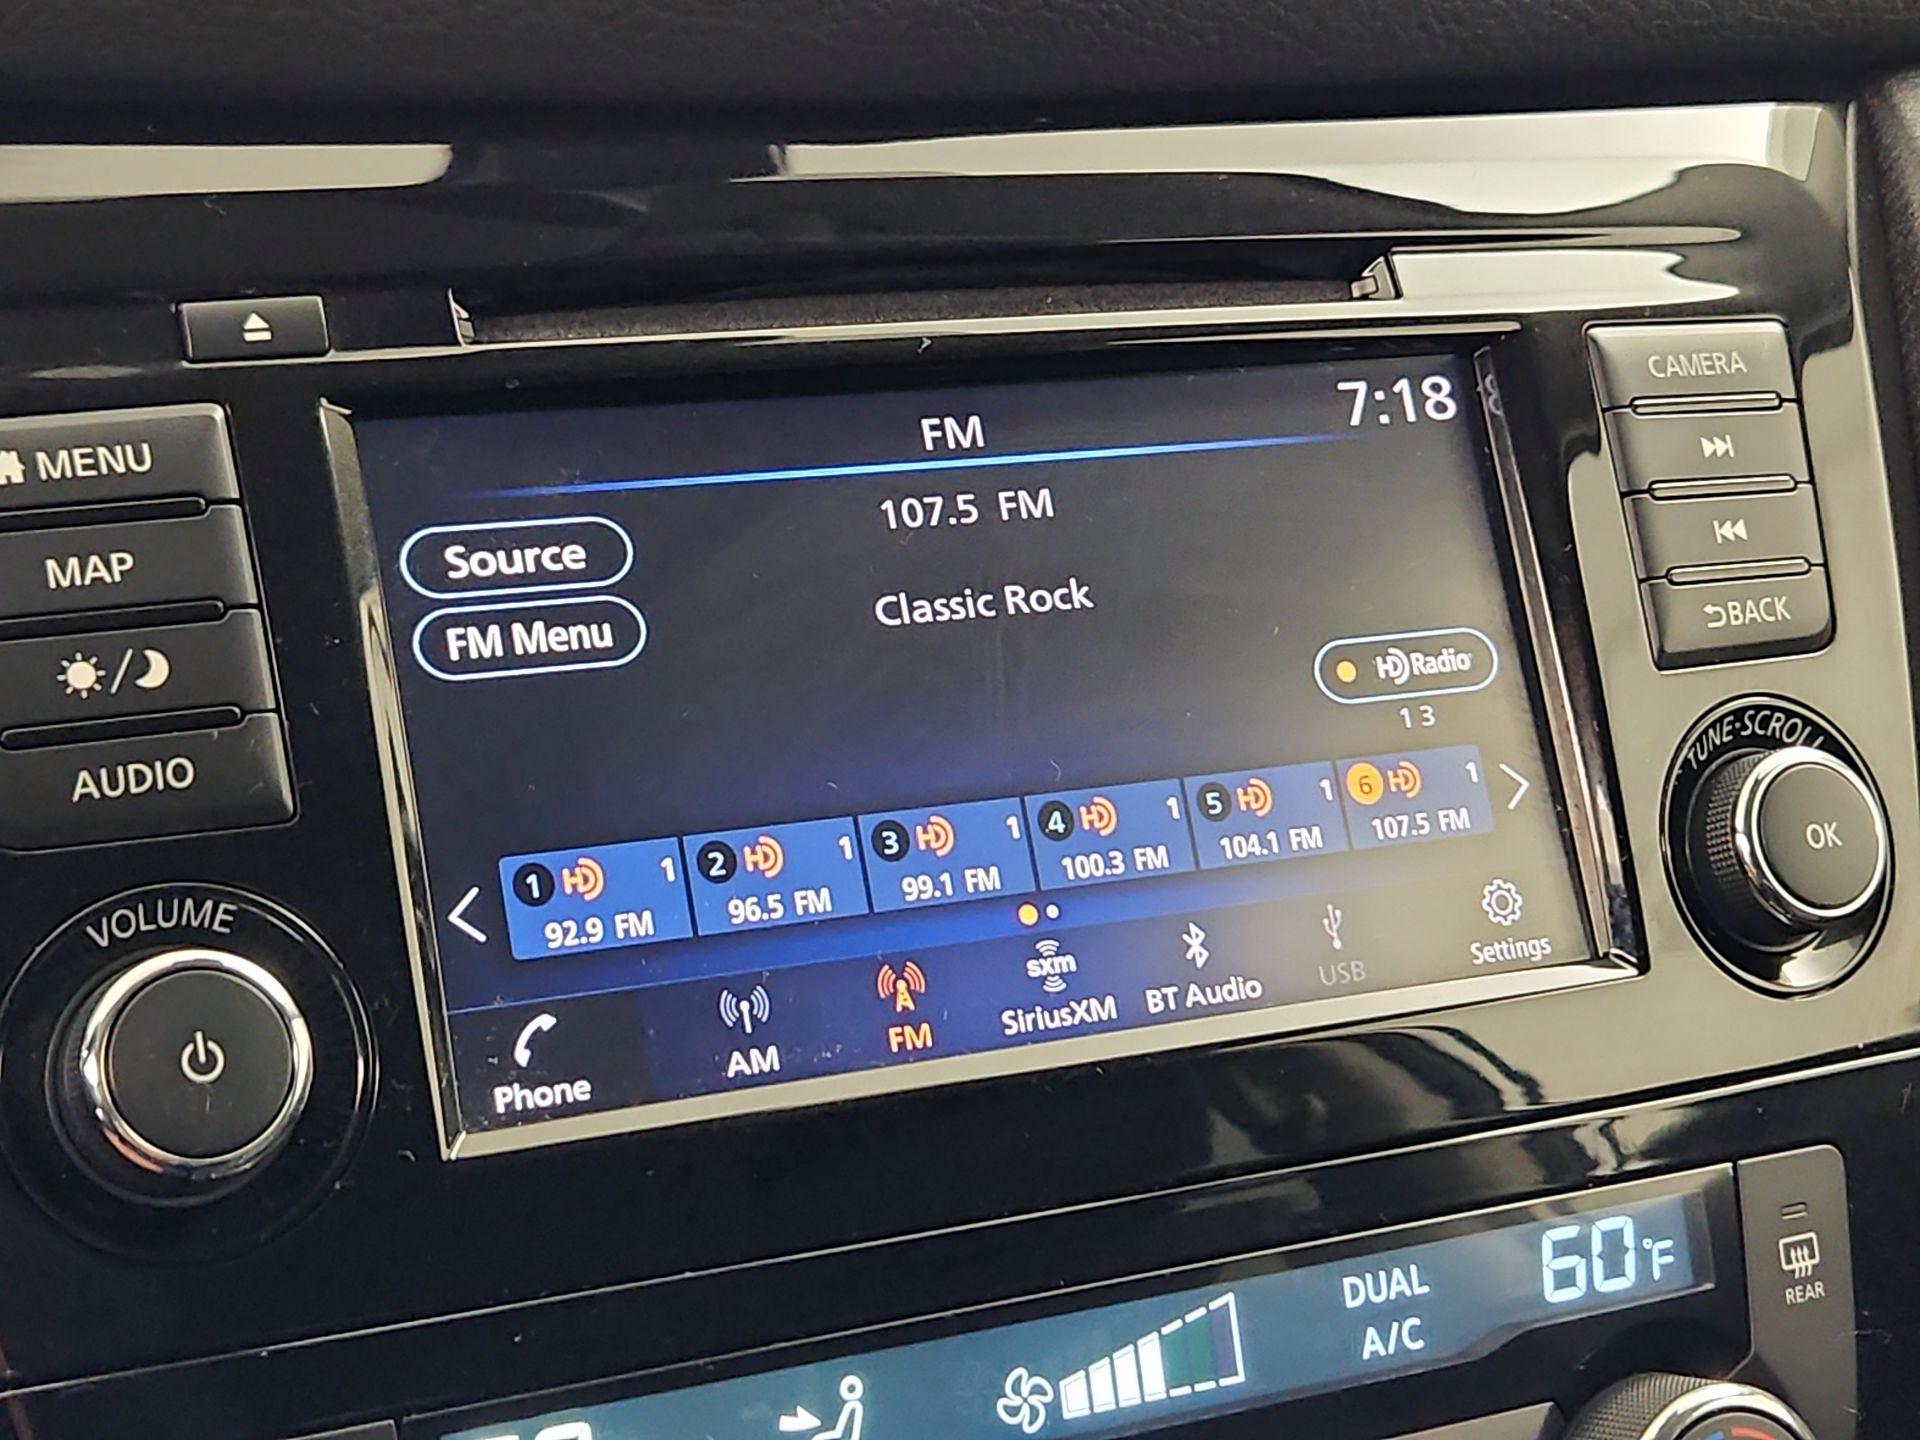 CAMERA
7:18
FM
MENU
107.5 FM
Source
MAP
Classic Rock
BACK
FM Menu
HD Radio
1 3
TUNE·SCROLL
AUDIO
OK
1 HD 1
92.9 FM
2 HD 1
96.5 FM
3 HD 1
99.1 FM
4 HD 1
100.3 FM
5 HD 1
104.1 FM
6 HD 1
107.5 FM
VOLUME
Phone
AM
FM
sxm
SiriusXM
BT Audio
USB
Settings
DUAL
A/C
60°F
REAR